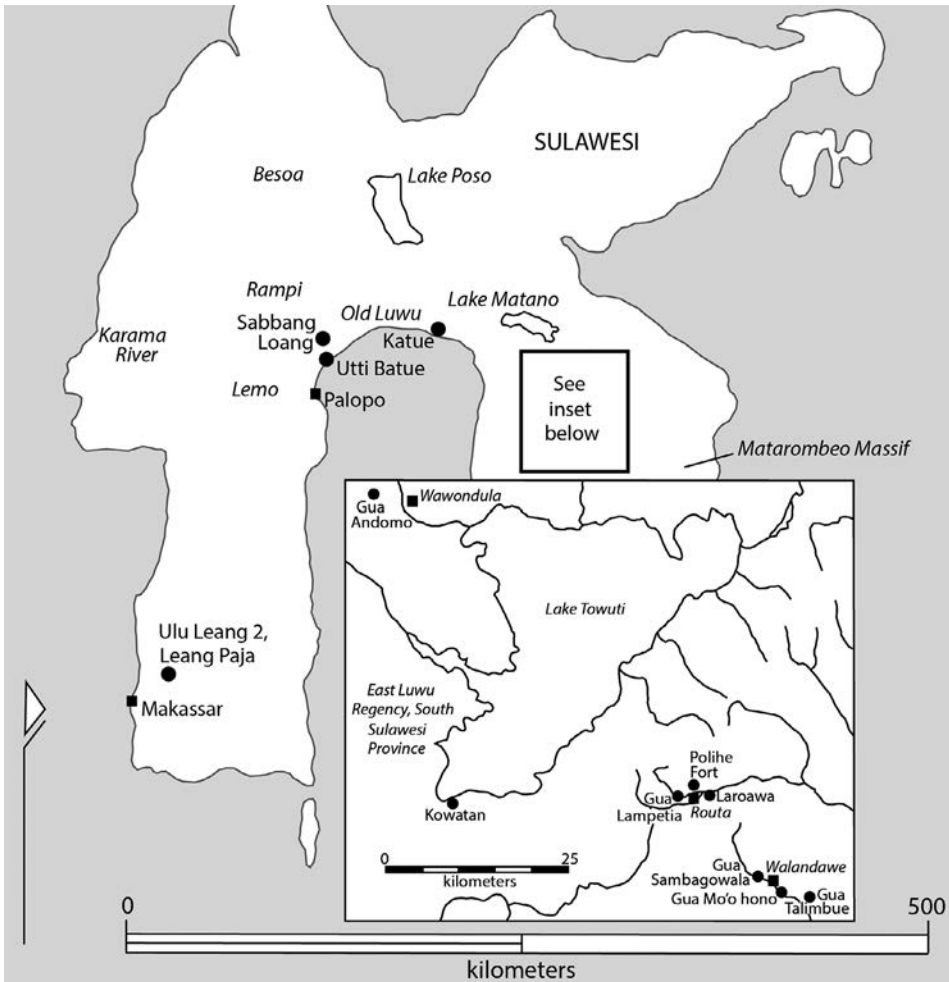 SULAWESI
Besoa
Lake Poso
Rampi
Lake Matano
Old Luwu
Sabbang
Loang
Katue
Karama
River
Utti Batue
Lemo
Palopo
See
inset
below
Matarombeo Massif
Ulu Leang 2,
Leang Paja
Makassar
Gua
Andomo
Wawondula
Lake Towuti
East Luwu
Regency, South
Sulawesi
Province
Polihe
Fort
Gua
Lampetia
Laroawa
Routa
Kowatan
0 25
kilometers
Gua
Sambagowala
Walandawe
Gua Mo'o hono
Gua
Talimbue
0 500
kilometers